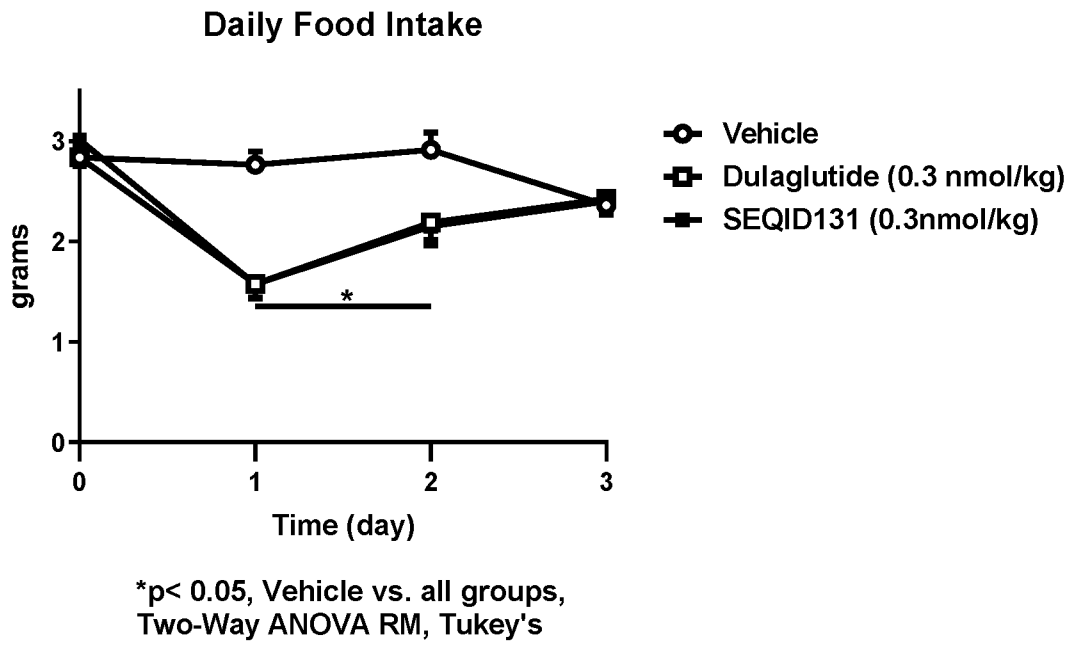 Daily Food Intake
3
2
1
0
grams
*
0 1 2 3
Time (day)
Vehicle
Dulaglutide (0.3 nmol/kg)
SEQID131 (0.3nmol/kg)
*p< 0.05, Vehicle vs. all groups,
Two-Way ANOVA RM, Tukey's